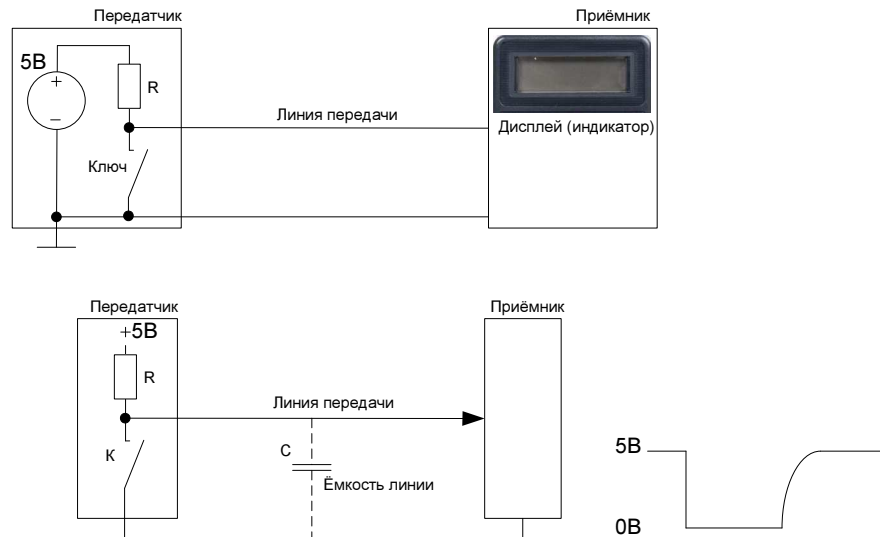 Передатчик
Приёмник
5В
R
Линия передачи
Дисплей (индикатор)
Ключ
Передатчик
Приёмник
+5В
R
Линия передачи
К
С
Ёмкость линии
5В
0В